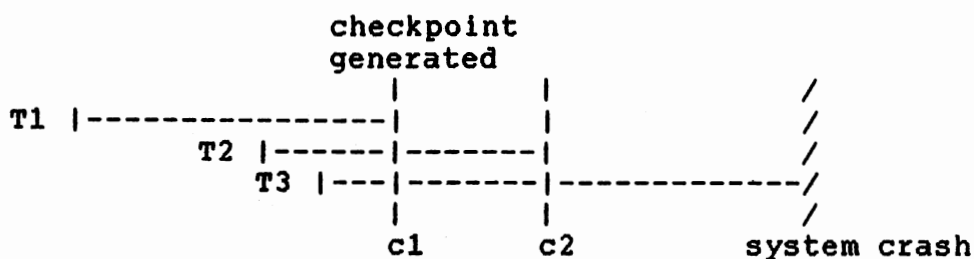 checkpoint
generated
T1
T2
T3
c1 c2 system crash